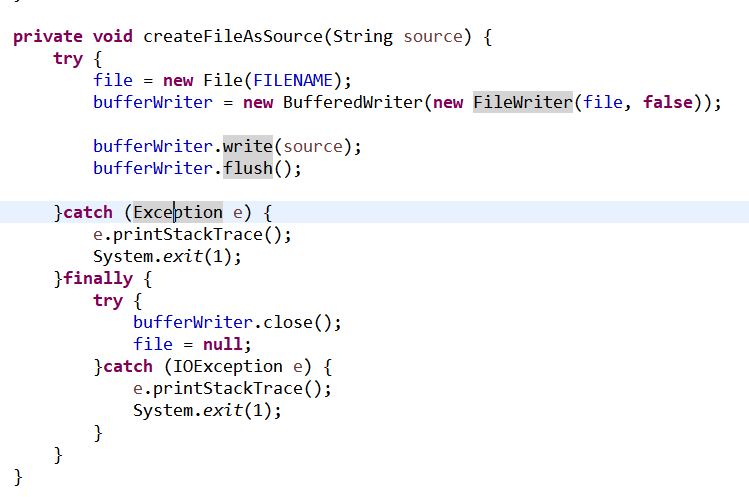 private void createFileAsSource(String source) {
    try {
        file = new File(FILENAME);
        bufferWriter = new BufferedWriter(new FileWriter(file, false));

        bufferWriter.write(source);
        bufferWriter.flush();

    }catch (Exception e) {
        e.printStackTrace();
        System.exit(1);
    }finally {
        try {
            bufferWriter.close();
            file = null;
        }catch (IOException e) {
            e.printStackTrace();
            System.exit(1);
        }
    }
}